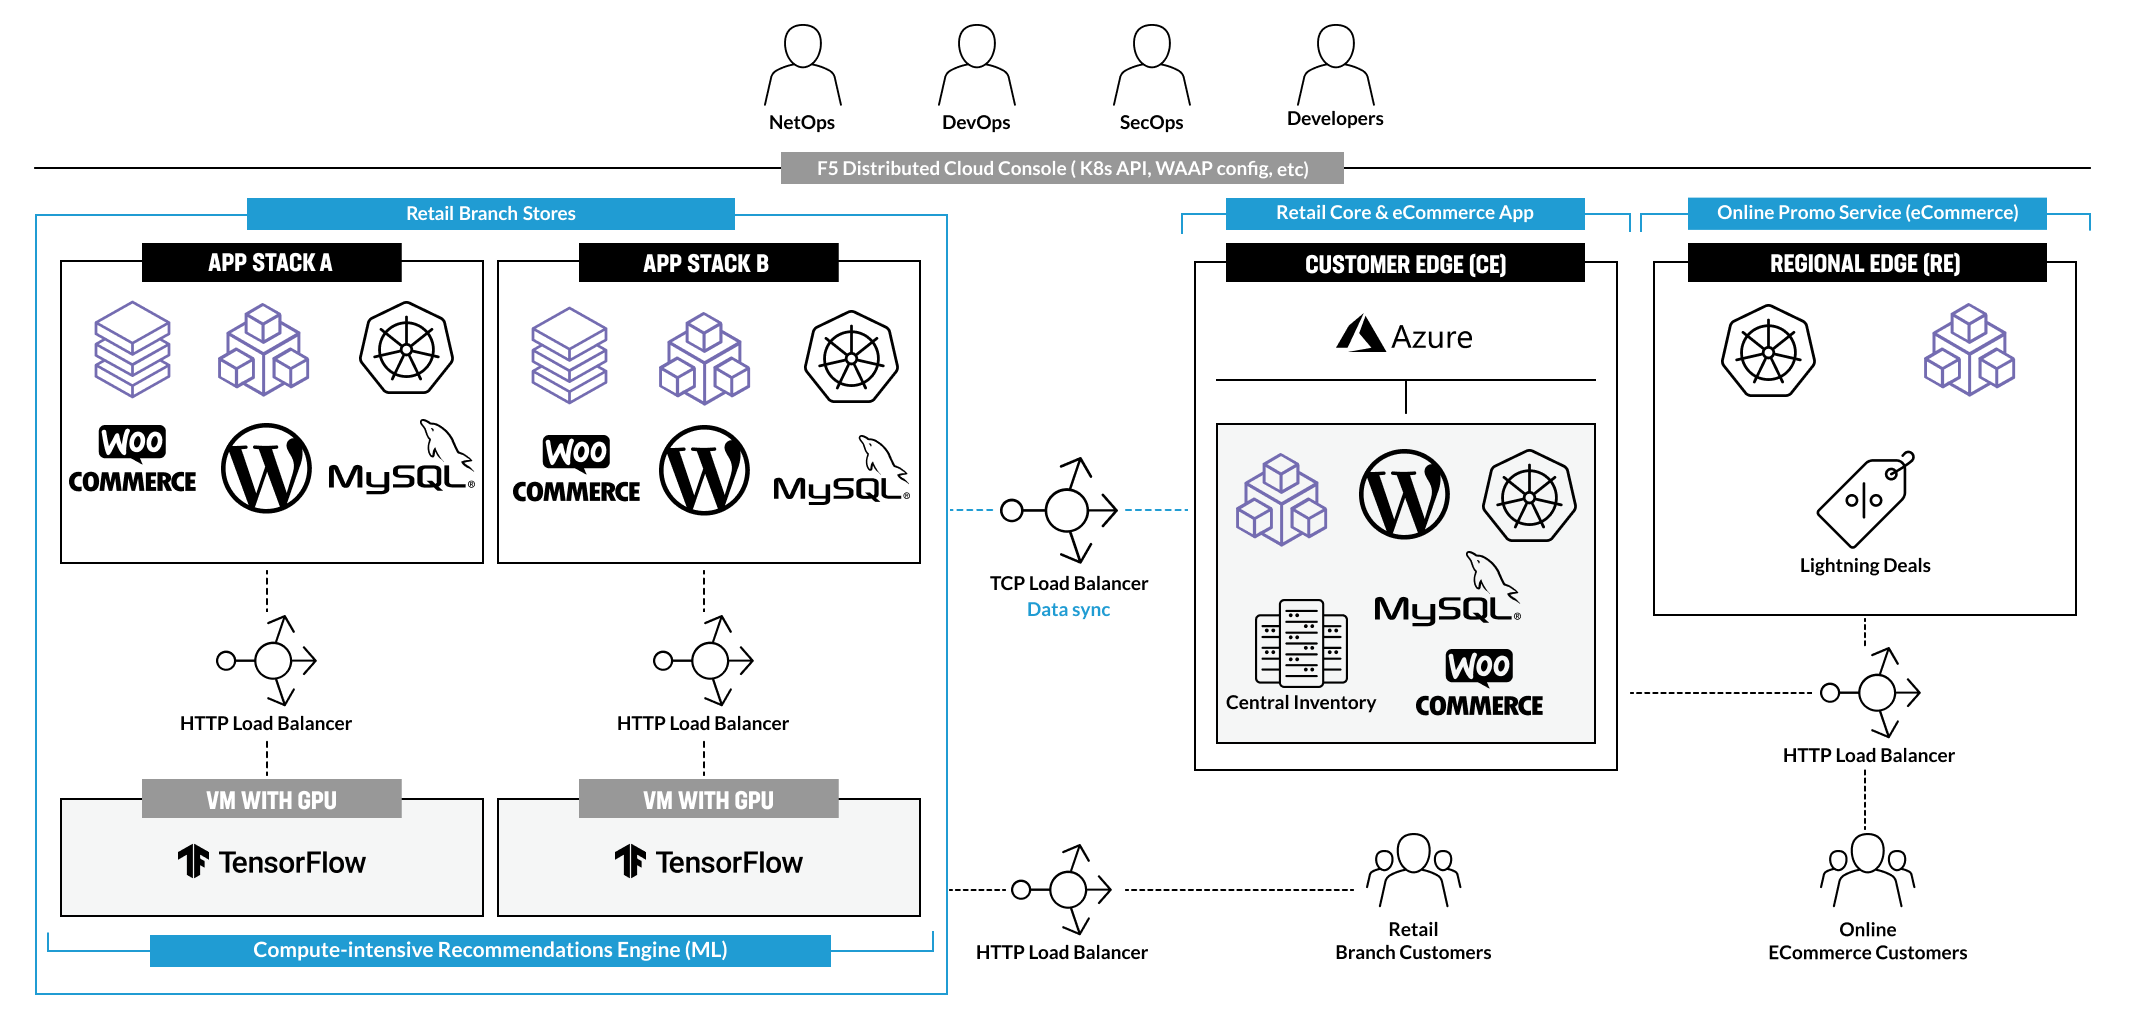 NetOps
DevOps
SecOps
Developers
F5 Distributed Cloud Console ( K8s API, WAAP config, etc)
Retail Branch Stores
Retail Core & eCommerce App
Online Promo Service (eCommerce)
APP STACK A
APP STACK B
CUSTOMER EDGE (CE)
REGIONAL EDGE (RE)
Azure
WOO
COMMERCE
W
MySQL®
WOO
COMMERCE
W
MySQL®
W
MySQL®
Central Inventory
WOO
COMMERCE
Lightning Deals
TCP Load Balancer
Data sync
HTTP Load Balancer
HTTP Load Balancer
HTTP Load Balancer
VM WITH GPU
VM WITH GPU
TensorFlow
TensorFlow
Compute-intensive Recommendations Engine (ML)
HTTP Load Balancer
Retail
Branch Customers
Online
ECommerce Customers